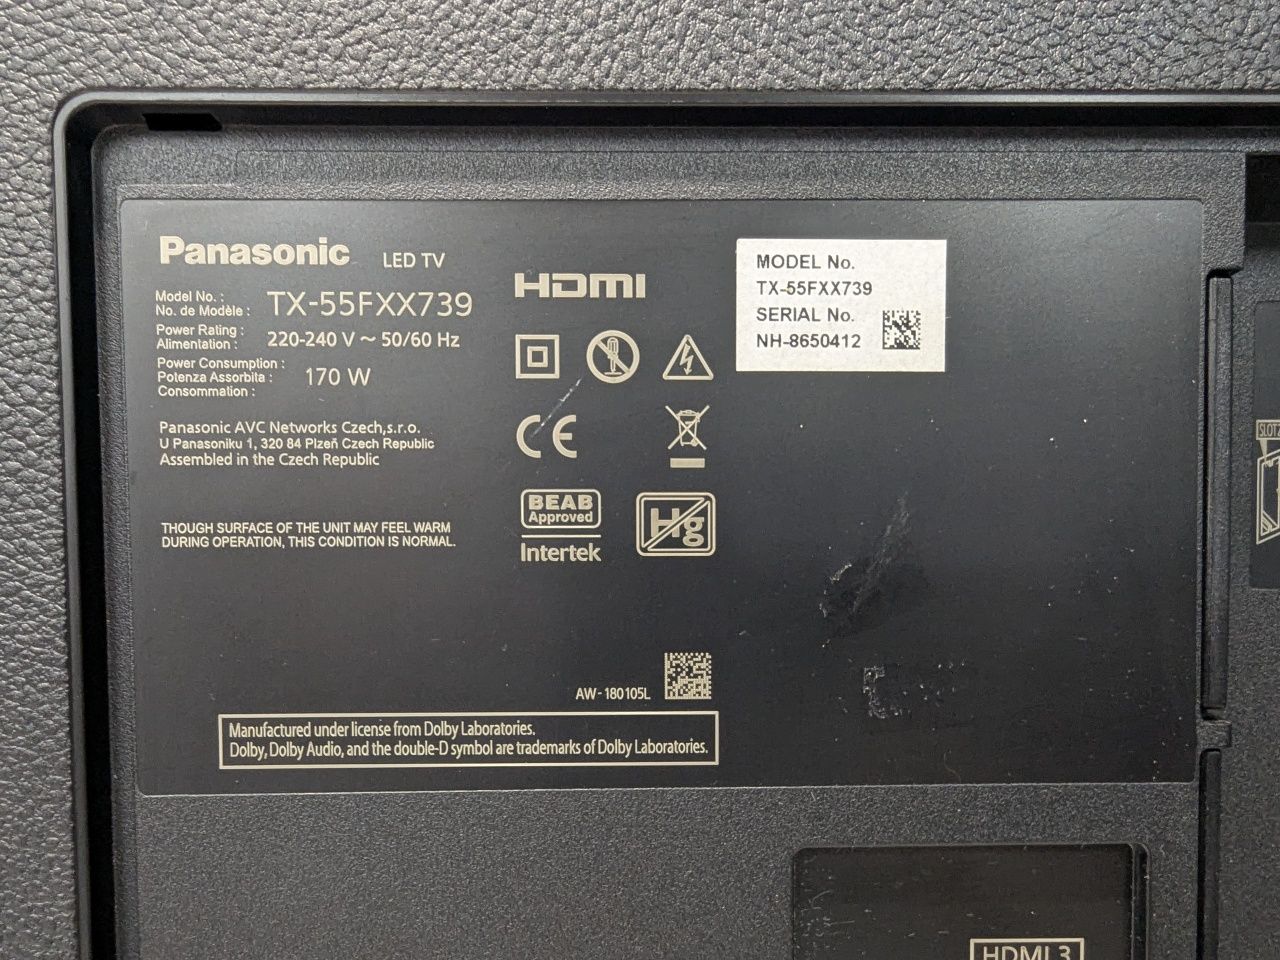 Panasonic LED TV
Model No. :
No. de Modèle : TX-55FXX739
Power Rating :
Alimentation : 220-240 V ~ 50/60 Hz
Power Consumption :
Potenza Assorbita : 170 W
Consommation :
Panasonic AVC Networks Czech,s.r.o.
U Panasoniku 1, 320 84 Plzeň Czech Republic
Assembled in the Czech Republic
THOUGH SURFACE OF THE UNIT MAY FEEL WARM
DURING OPERATION, THIS CONDITION IS NORMAL.
HDMI
CE
BEAB
Approved
Intertek
Hg
MODEL No.
TX-55FXX739
SERIAL No.
NH-8650412
AW-180105L
Manufactured under license from Dolby Laboratories.
Dolby, Dolby Audio, and the double-D symbol are trademarks of Dolby Laboratories.
HDMI 3